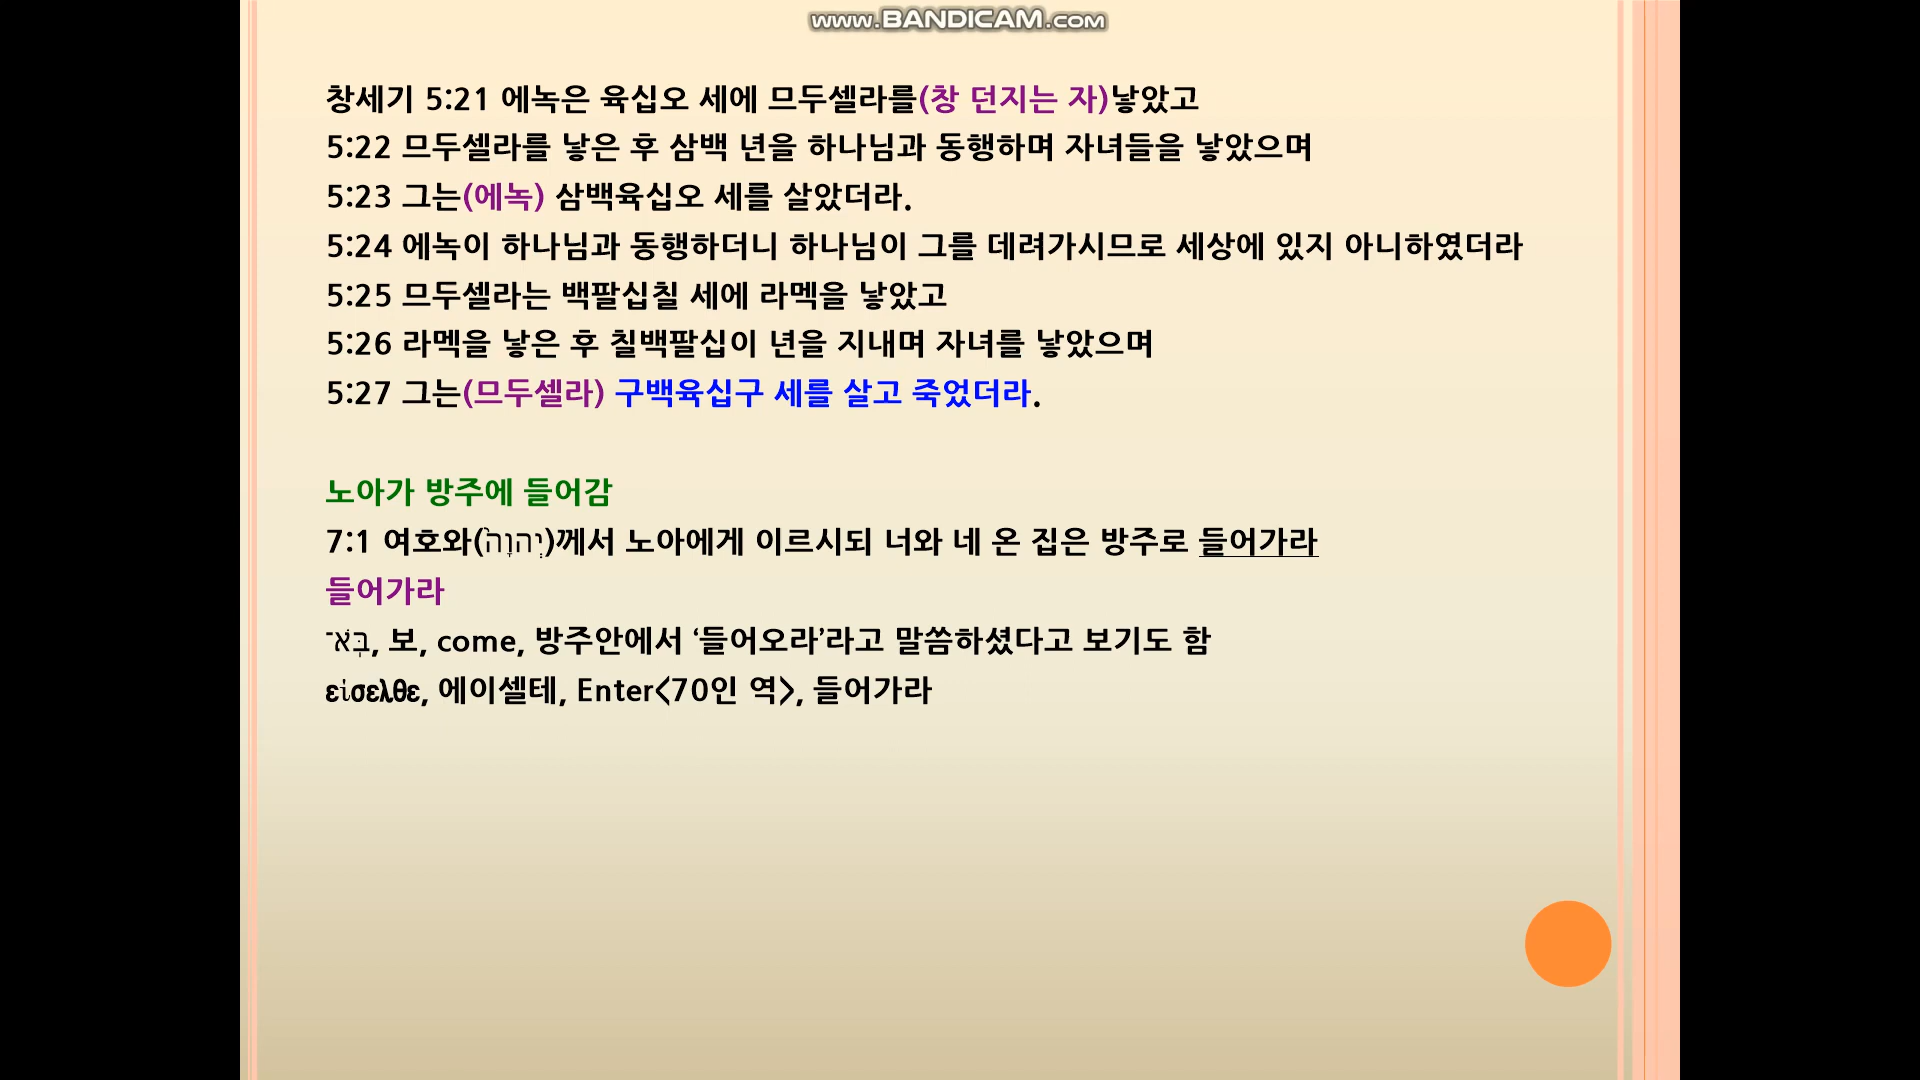 www.BANDICAM.com
창세기 5:21 에녹은 육십오 세에 므두셀라를(창 던지는 자)낳았고
5:22 므두셀라를 낳은 후 삼백 년을 하나님과 동행하며 자녀들을 낳았으며
5:23 그는(에녹) 삼백육십오 세를 살았더라.
5:24 에녹이 하나님과 동행하더니 하나님이 그를 데려가시므로 세상에 있지 아니하였더라
5:25 므두셀라는 백팔십칠 세에 라멕을 낳았고
5:26 라멕을 낳은 후 칠백팔십이 년을 지내며 자녀를 낳았으며
5:27 그는(므두셀라) 구백육십구 세를 살고 죽었더라.
노아가 방주에 들어감
7:1 여호와(יְהוָה֙)께서 노아에게 이르시되 너와 네 온 집은 방주로 들어가라
들어가라
בֹּֽא־, 보, come, 방주안에서 ‘들어오라’라고 말씀하셨다고 보기도 함
εἰσελθε, 에이셀테, Enter<70인 역>, 들어가라